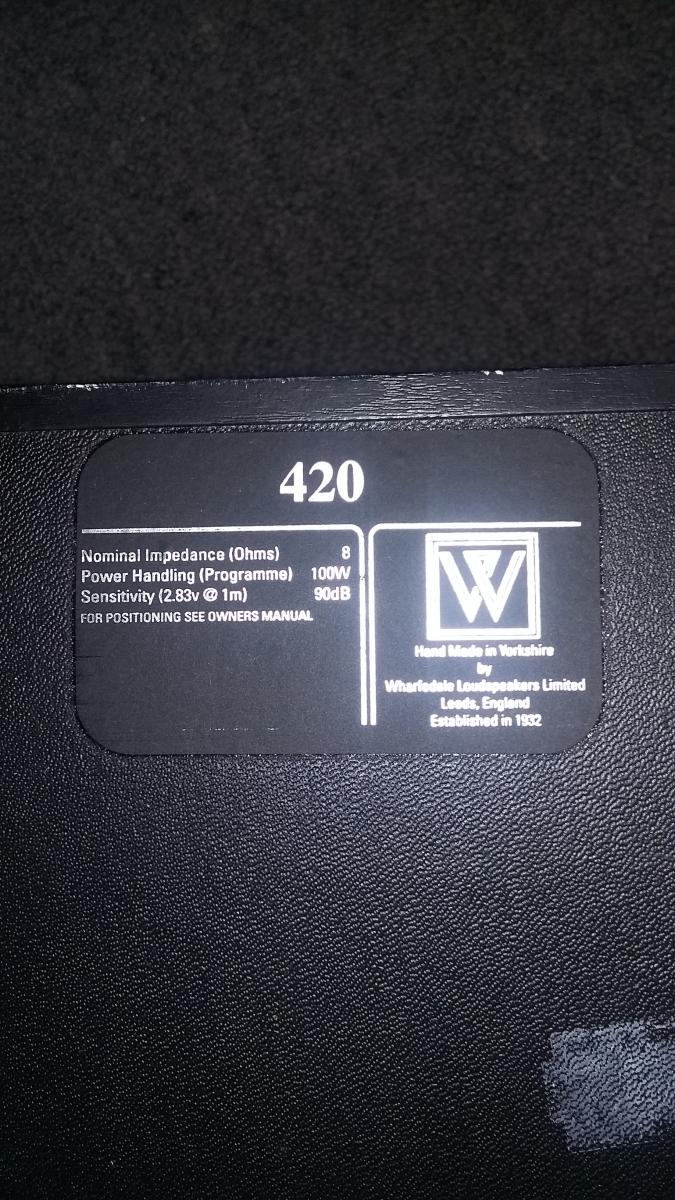 420
Nominal Impedance (Ohms) 8
Power Handling (Programme) 100W
Sensitivity (2.83v @ 1m) 90dB
FOR POSITIONING SEE OWNERS MANUAL
W
Hand Made in Yorkshire
by
Wharfedale Loudspeakers Limited
Leeds, England
Established in 1932